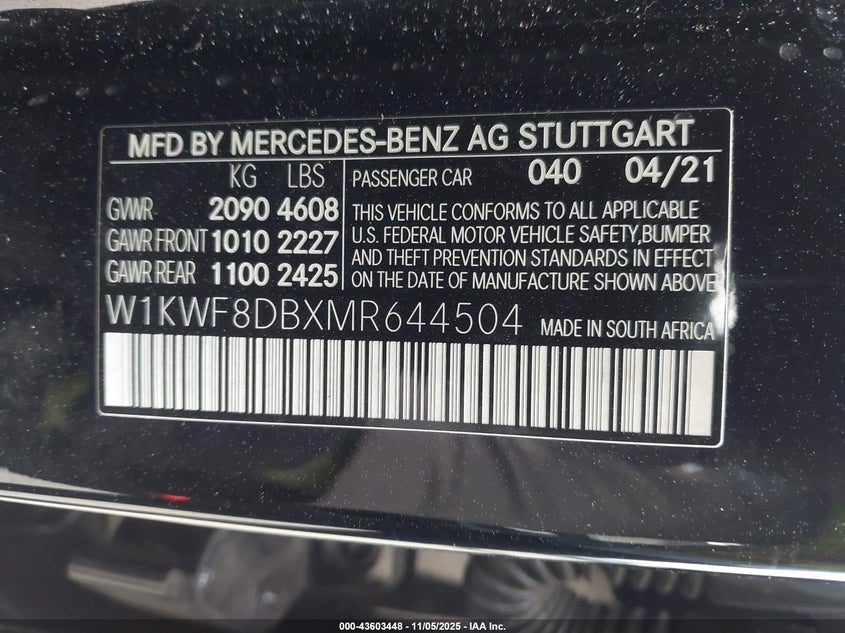 MFD BY MERCEDES-BENZ AG STUTTGART
KG LBS
GVWR 2090 4608
GAWR FRONT 1010 2227
GAWR REAR 1100 2425
PASSENGER CAR 040 04/21
THIS VEHICLE CONFORMS TO ALL APPLICABLE
U.S. FEDERAL MOTOR VEHICLE SAFETY,BUMPER
AND THEFT PREVENTION STANDARDS IN EFFECT
ON THE DATE OF MANUFACTURE SHOWN ABOVE
W1KWF8DBXMR644504 MADE IN SOUTH AFRICA
000-43603448 - 11/05/2025 - IAA Inc.